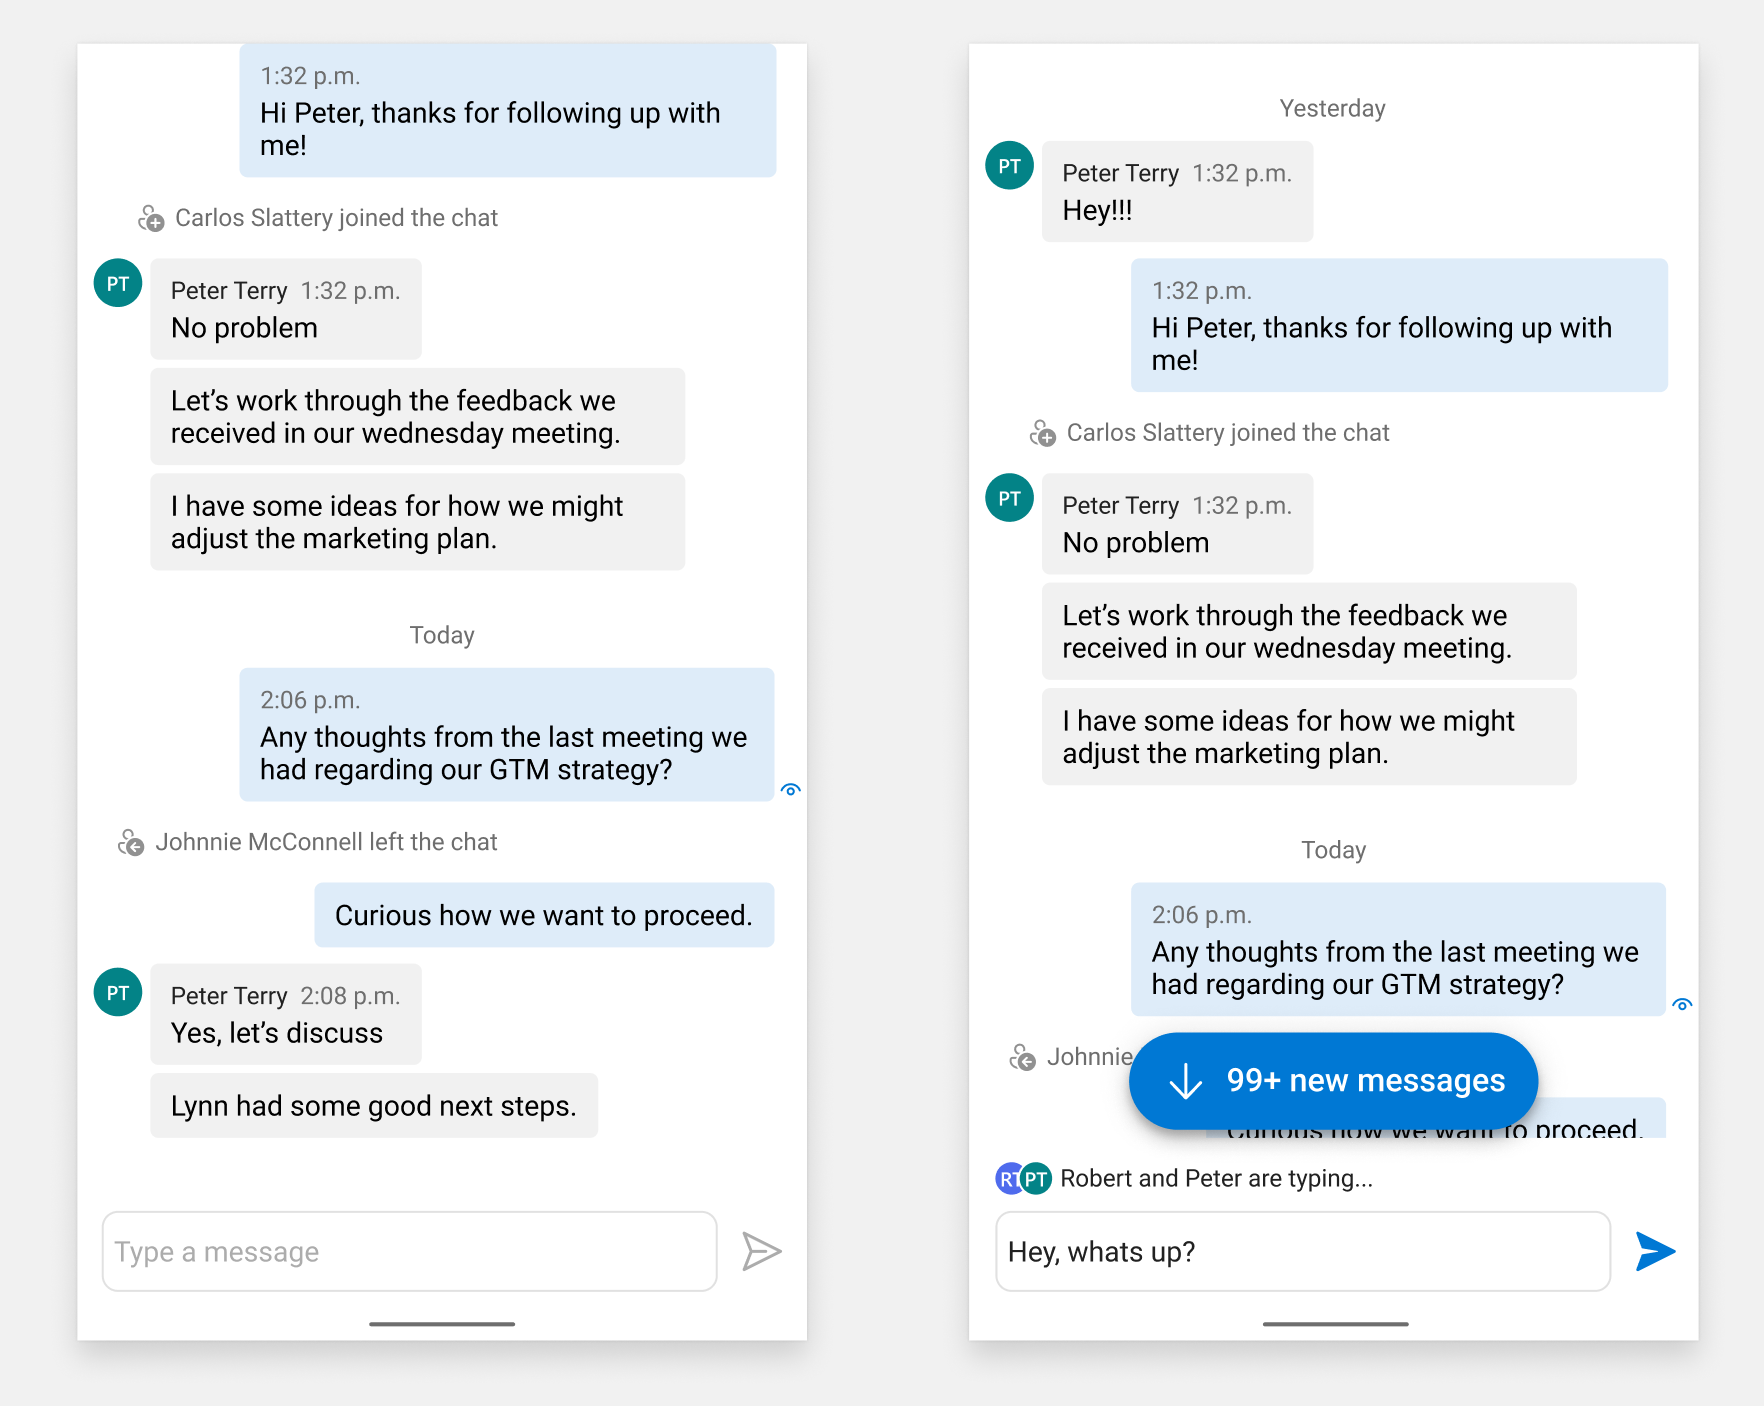 1:32 p.m.
Hi Peter, thanks for following up with
me!
Carlos Slattery joined the chat
PT
Peter Terry 1:32 p.m.
No problem
Let’s work through the feedback we
received in our wednesday meeting.
I have some ideas for how we might
adjust the marketing plan.
Today
2:06 p.m.
Any thoughts from the last meeting we
had regarding our GTM strategy?
Johnnie McConnell left the chat
Curious how we want to proceed.
PT
Peter Terry 2:08 p.m.
Yes, let’s discuss
Lynn had some good next steps.
Type a message
Yesterday
PT
Peter Terry 1:32 p.m.
Hey!!!
1:32 p.m.
Hi Peter, thanks for following up with
me!
Carlos Slattery joined the chat
PT
Peter Terry 1:32 p.m.
No problem
Let’s work through the feedback we
received in our wednesday meeting.
I have some ideas for how we might
adjust the marketing plan.
Today
2:06 p.m.
Any thoughts from the last meeting we
had regarding our GTM strategy?
Johnnie
99+ new messages
Curious how we want to proceed.
RT PT Robert and Peter are typing...
Hey, whats up?